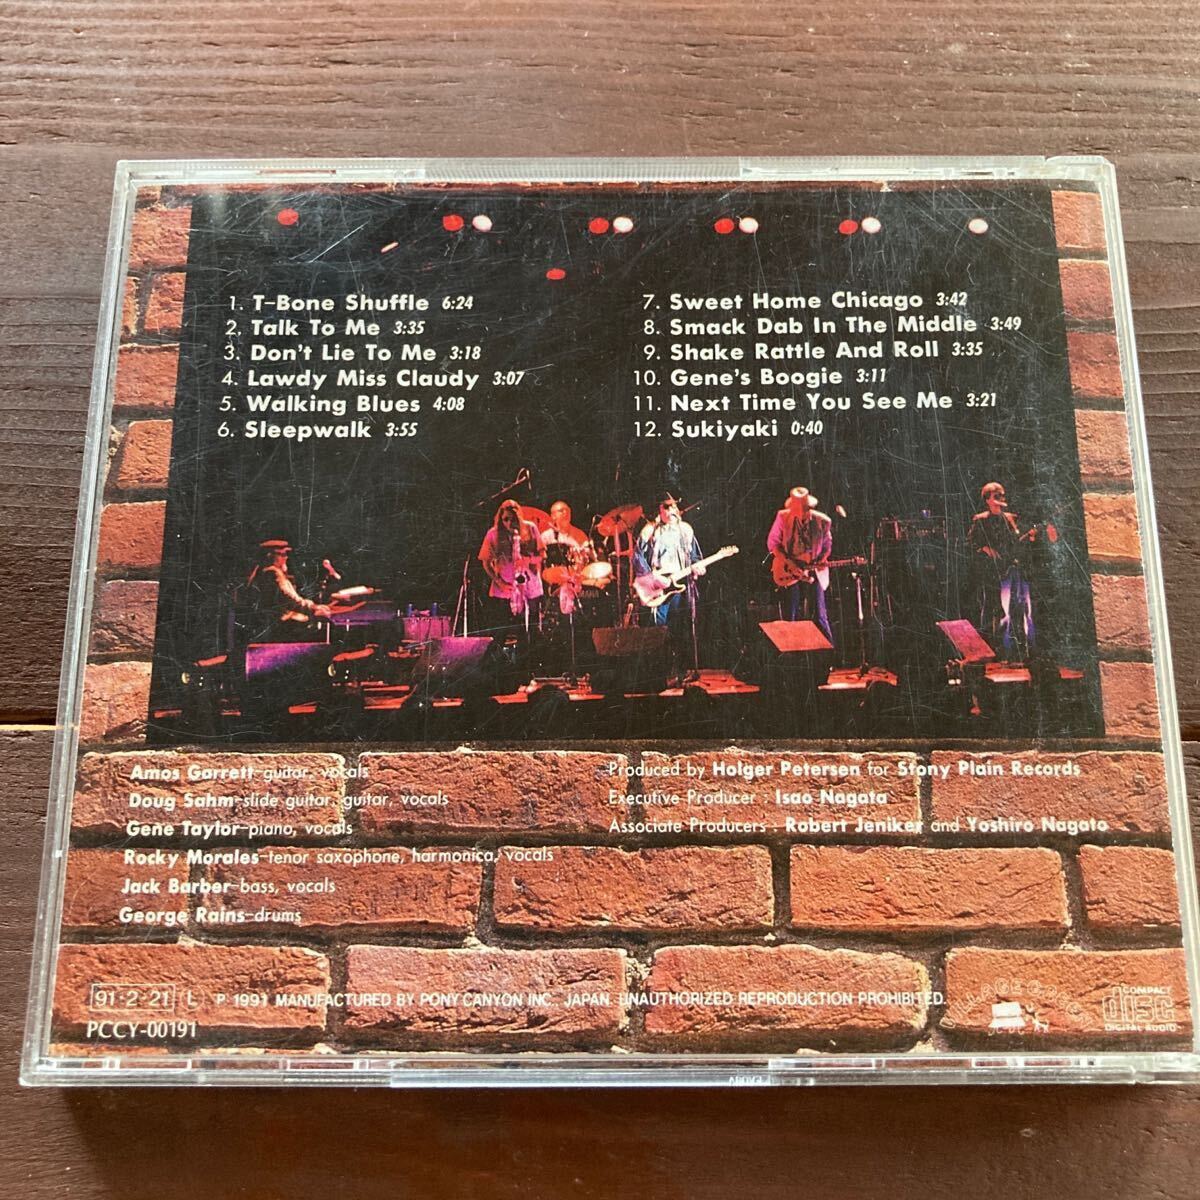 1. T-Bone Shuffle 6:24
2. Talk To Me 3:35
3. Don't Lie To Me 3:18
4. Lawdy Miss Claudy 3:07
5. Walking Blues 4:08
6. Sleepwalk 3:55
7. Sweet Home Chicago 3:42
8. Smack Dab In The Middle 3:49
9. Shake Rattle And Roll 3:35
10. Gene's Boogie 3:11
11. Next Time You See Me 3:21
12. Sukiyaki 0:40
Amos Garrett-guitar, vocals
Doug Sahm-slide guitar, guitar, vocals
Gene Taylor-piano, vocals
Rocky Morales-tenor saxophone, harmonica, vocals
Jack Barber-bass, vocals
George Rains-drums
Produced by Holger Petersen for Stony Plain Records
Executive Producer : Isao Nagata
Associate Producers : Robert Jeniker and Yoshiro Nagato
91·2·21 L P 1991 MANUFACTURED BY PONY CANYON INC., JAPAN. UNAUTHORIZED REPRODUCTION PROHIBITED.
PCCY-00191
VILLAGE GREEN
COMPACT
disc
DIGITAL AUDIO